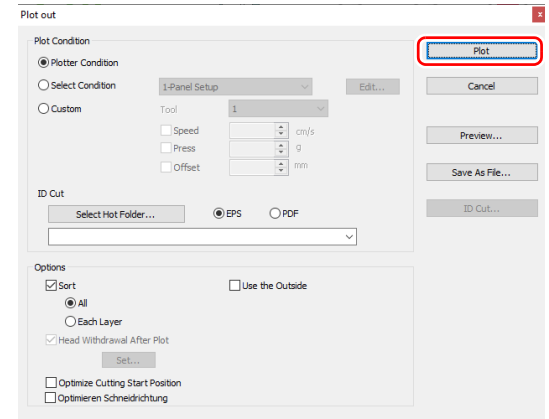 Plot out
x
Plot Condition
Plotter Condition
Select Condition
1-Panel Setup
Edit...
Custom
Tool
1
Speed
cm/s
Press
g
Offset
mm
ID Cut
Select Hot Folder...
EPS
PDF
Options
Sort
Use the Outside
All
Each Layer
Head Withdrawal After Plot
Set...
Optimize Cutting Start Position
Optimieren Schneidrichtung
Plot
Cancel
Preview...
Save As File...
ID Cut...